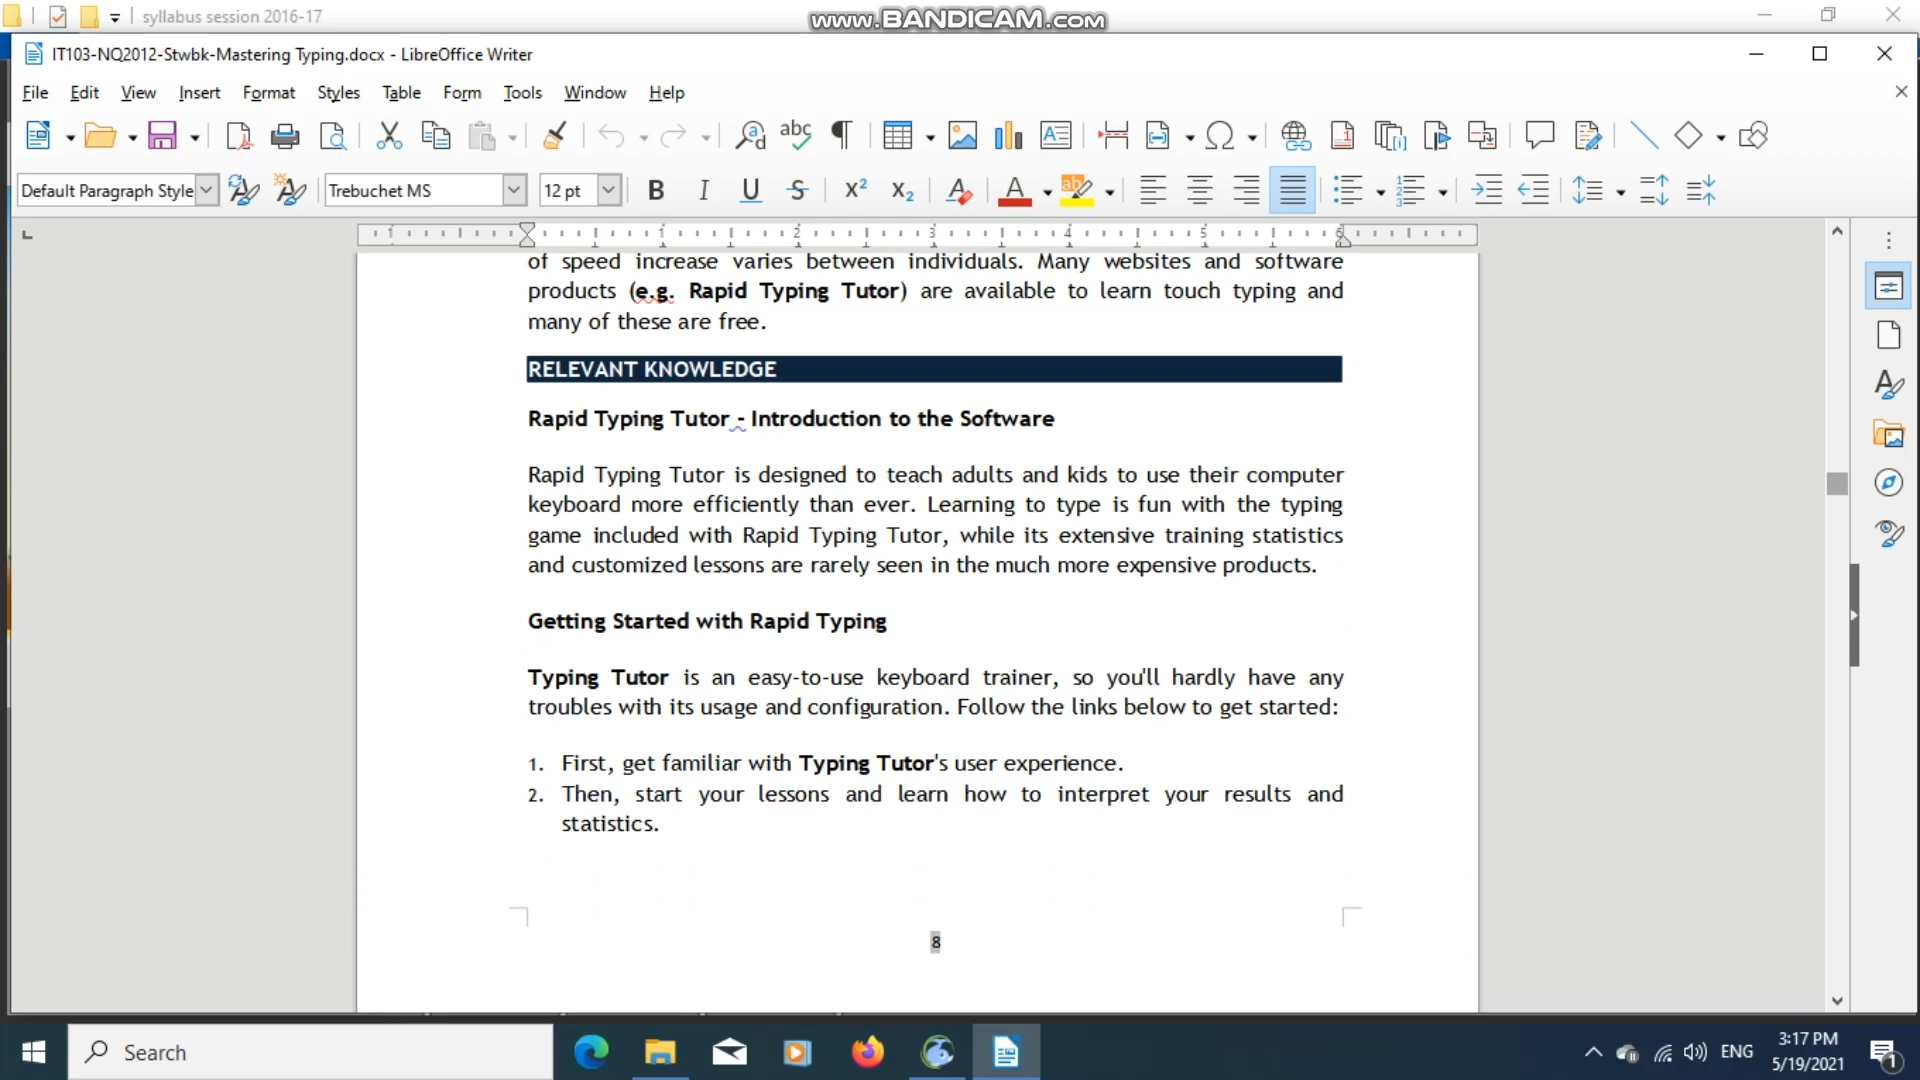 syllabus session 2016-17
www.BANDICAM.com
IT103-NQ2012-Stwbk-Mastering Typing.docx - LibreOffice Writer
File Edit View Insert Format Styles Table Form Tools Window Help
Default Paragraph Style Trebuchet MS 12 pt
1 1 2 3 4 5 6
of speed increase varies between individuals. Many websites and software
products (e.g. Rapid Typing Tutor) are available to learn touch typing and
many of these are free.
RELEVANT KNOWLEDGE
Rapid Typing Tutor - Introduction to the Software
Rapid Typing Tutor is designed to teach adults and kids to use their computer
keyboard more efficiently than ever. Learning to type is fun with the typing
game included with Rapid Typing Tutor, while its extensive training statistics
and customized lessons are rarely seen in the much more expensive products.
Getting Started with Rapid Typing
Typing Tutor is an easy-to-use keyboard trainer, so you'll hardly have any
troubles with its usage and configuration. Follow the links below to get started:
1. First, get familiar with Typing Tutor's user experience.
2. Then, start your lessons and learn how to interpret your results and
statistics.
8
Search
ENG
3:17 PM
5/19/2021
1